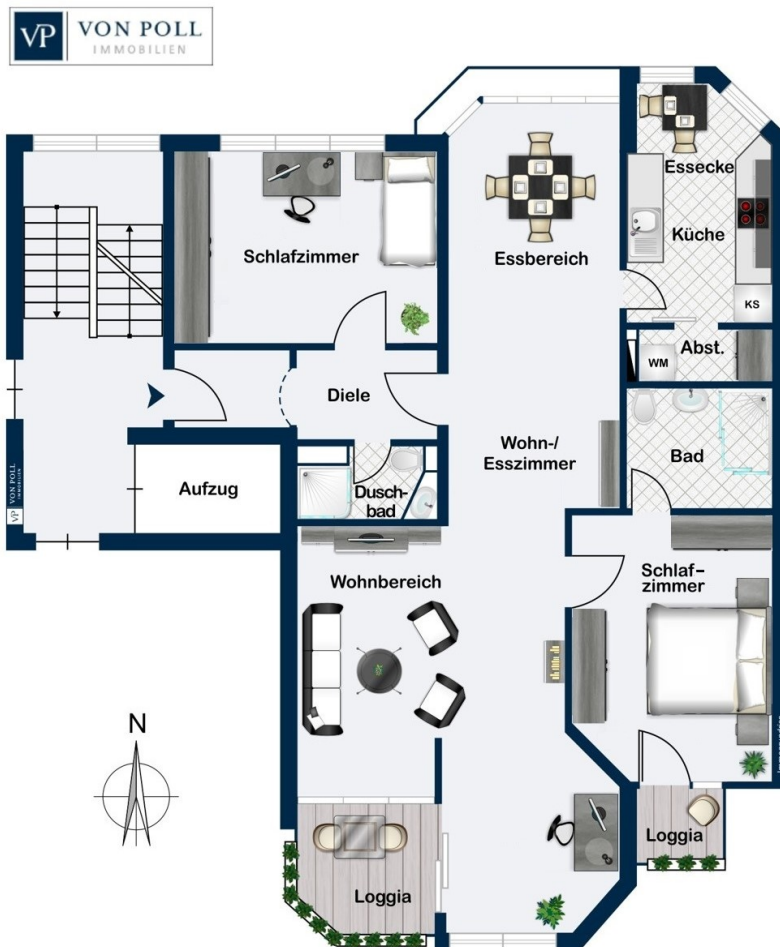 VP VON POLL
IMMOBILIEN
Essecke
Küche
Schlafzimmer
Essbereich
KS
Abst.
WM
Diele
Wohn-/
Esszimmer
Bad
Aufzug
Dusch-
bad
VP VON POLL
IMMOBILIEN
Wohnbereich
Schlaf-
zimmer
N
Loggia
Loggia